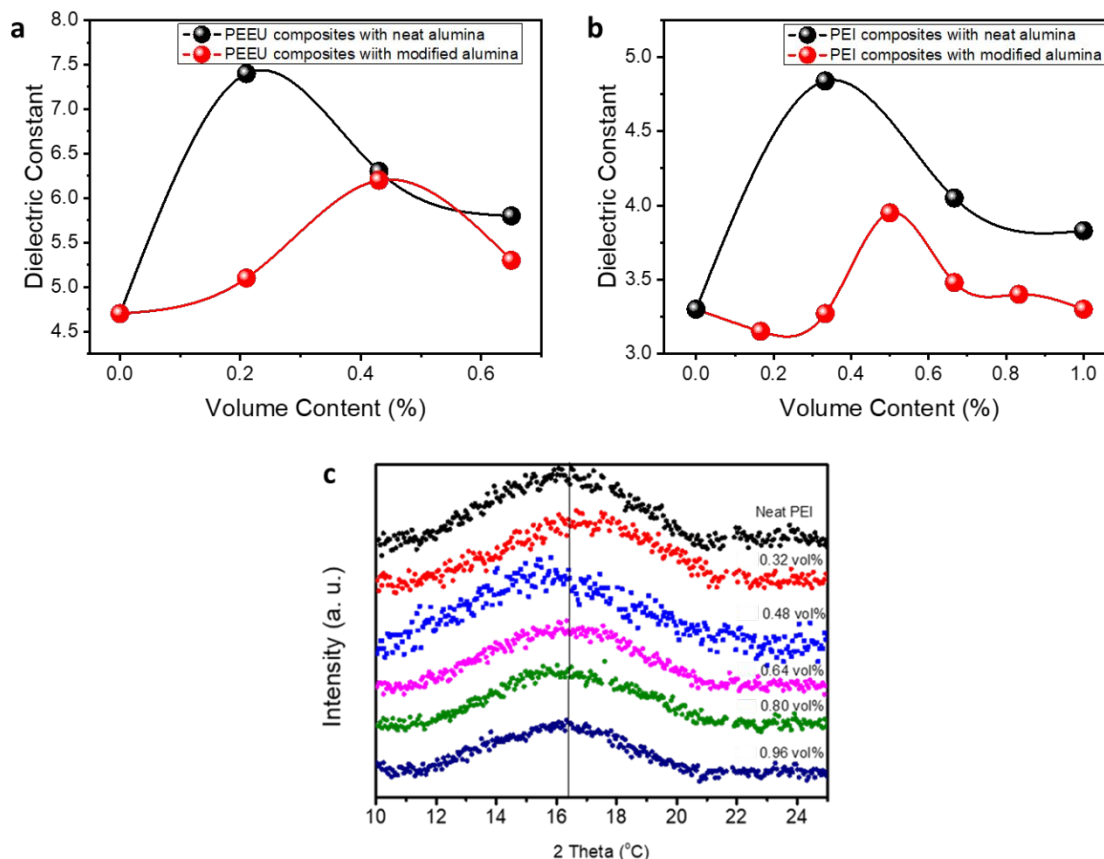 a
PEEU composites with neat alumina
PEEU composites wiith modified alumina
8.0
7.5
7.0
6.5
6.0
5.5
5.0
4.5
Dielectric Constant
0.0 0.2 0.4 0.6
Volume Content (%)
b
PEI composites wiith neat alumina
PEI composites with modified alumina
5.0
4.5
4.0
3.5
3.0
Dielectric Constant
0.0 0.2 0.4 0.6 0.8 1.0
Volume Content (%)
c
Neat PEI
0.32 vol%
0.48 vol%
0.64 vol%
0.80 vol%
0.96 vol%
Intensity (a. u.)
10 12 14 16 18 20 22 24
2 Theta (°C)